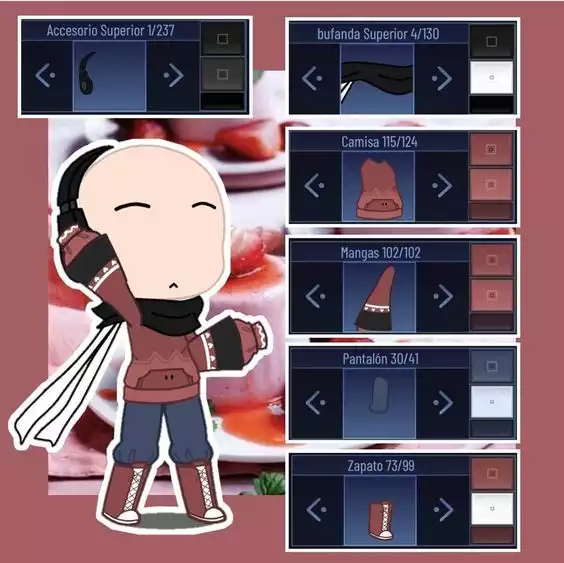 Accesorio Superior 1/237
bufanda Superior 4/130
Camisa 115/124
Mangas 102/102
Pantalón 30/41
Zapato 73/99